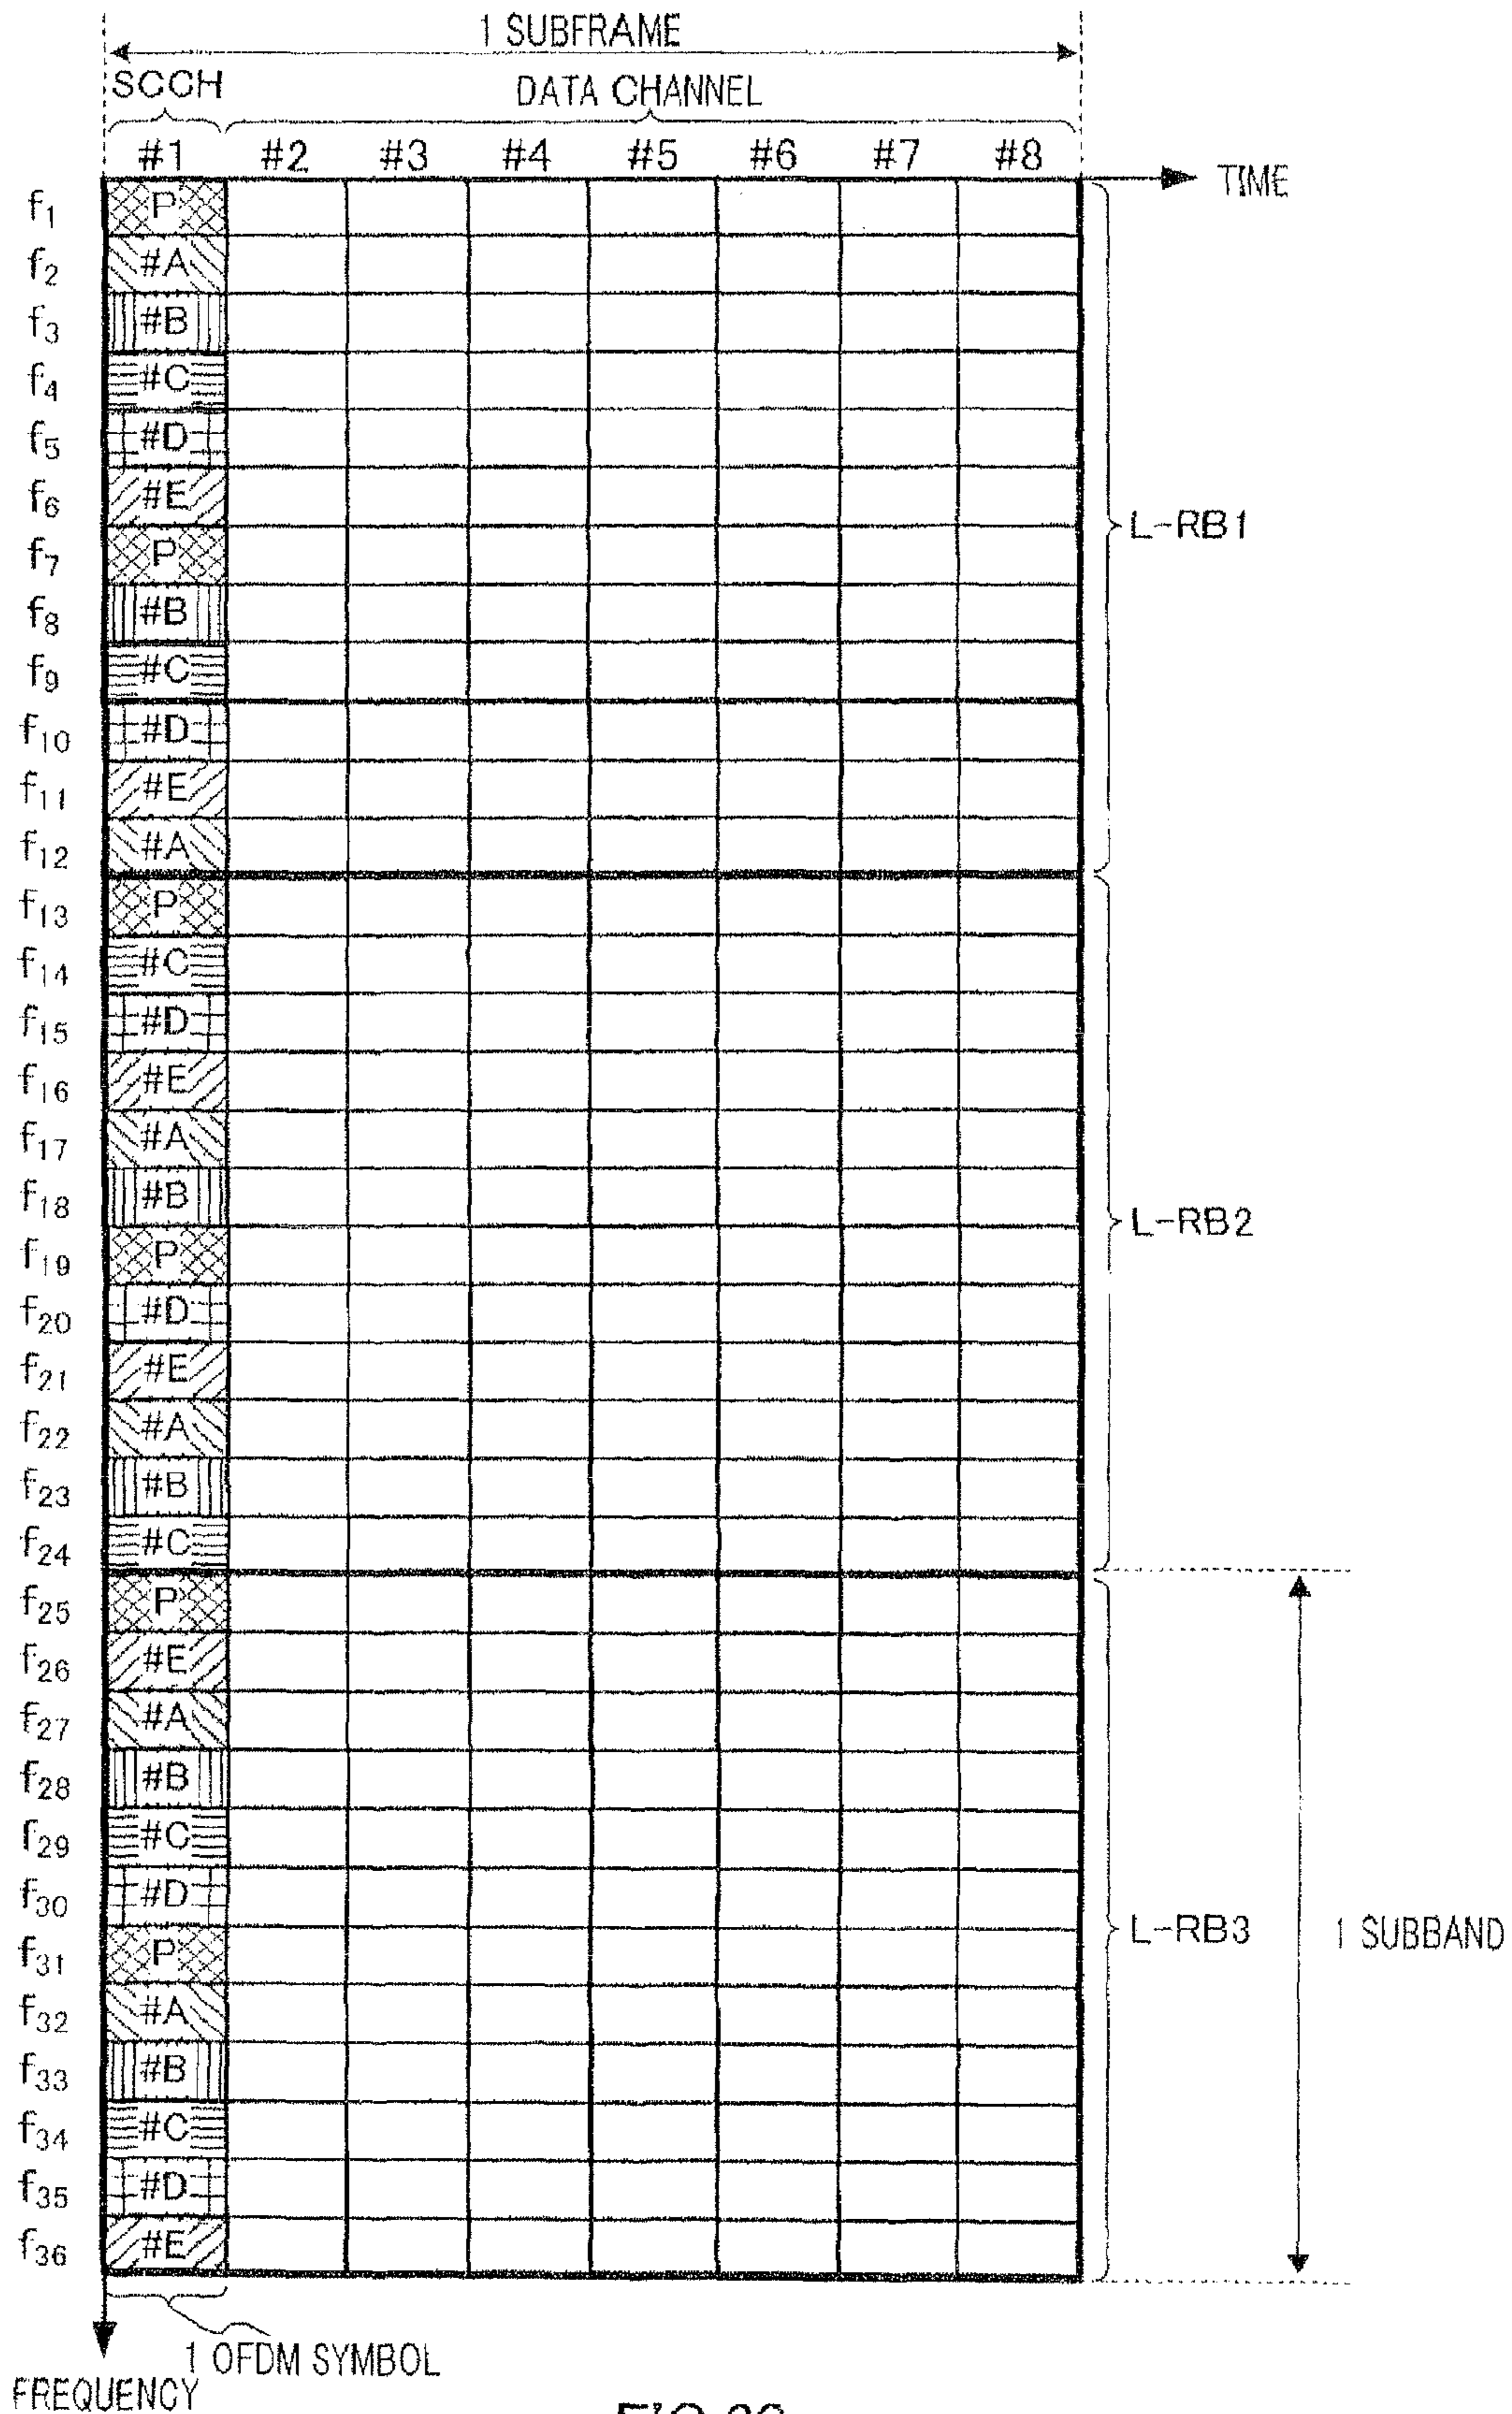 1 SUBFRAME
SCCH DATA CHANNEL
#1 #2 #3 #4 #5 #6 #7 #8
TIME
f1 P
f2 #A
f3 #B
f4 #C
f5 #D
f6 #E
L-RB1
f7 P
f8 #B
f9 #C
f10 #D
f11 #E
f12 #A
f13 P
f14 #C
f15 #D
f16 #E
f17 #A
f18 #B
L-RB2
f19 P
f20 #D
f21 #E
f22 #A
f23 #B
f24 #C
f25 P
f26 #E
f27 #A
f28 #B
f29 #C
f30 #D
L-RB3 1 SUBBAND
f31 P
f32 #A
f33 #B
f34 #C
f35 #D
f36 #E
1 OFDM SYMBOL
FREQUENCY